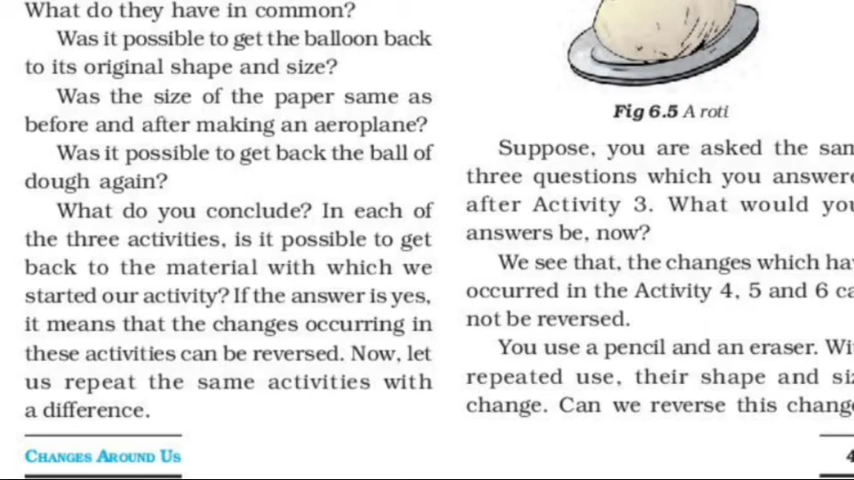 What do they have in common?
Was it possible to get the balloon back
to its original shape and size?
Was the size of the paper same as
before and after making an aeroplane?
Was it possible to get back the ball of
dough again?
What do you conclude? In each of
the three activities, is it possible to get
back to the material with which we
started our activity? If the answer is yes,
it means that the changes occurring in
these activities can be reversed. Now, let
us repeat the same activities with
a difference.
CHANGES AROUND US
Fig 6.5 A roti
Suppose, you are asked the
three questions which you
after Activity 3. What would
answers be, now?
We see that, the changes which
occurred in the Activity 4, 5 and 6
not be reversed.
You use a pencil and an eraser.
repeated use, their shape and
change. Can we reverse this